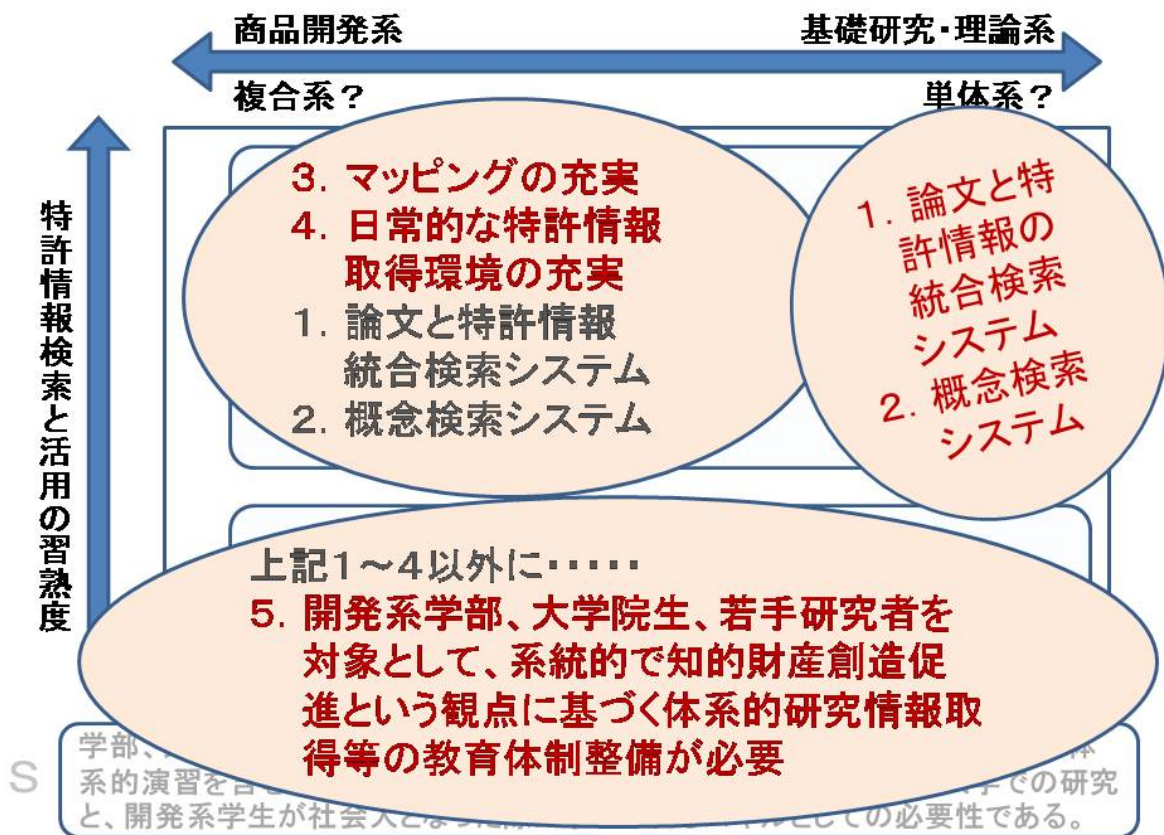 商品開発系 基礎研究・理論系
複合系？ 単体系？
特許情報検索と活用の習熟度
3. マッピングの充実
4. 日常的な特許情報
取得環境の充実
1. 論文と特許情報
統合検索システム
2. 概念検索システム
1. 論文と特
許情報の
統合検索
システム
2. 概念検索
システム
上記1～4以外に・・・・・
5. 開発系学部、大学院生、若手研究者を
対象として、系統的で知的財産創造促
進という観点に基づく体系的研究情報取
得等の教育体制整備が必要
S
学部、
系的演習を含 での研究
と、開発系学生が社会人となった としての必要性である。